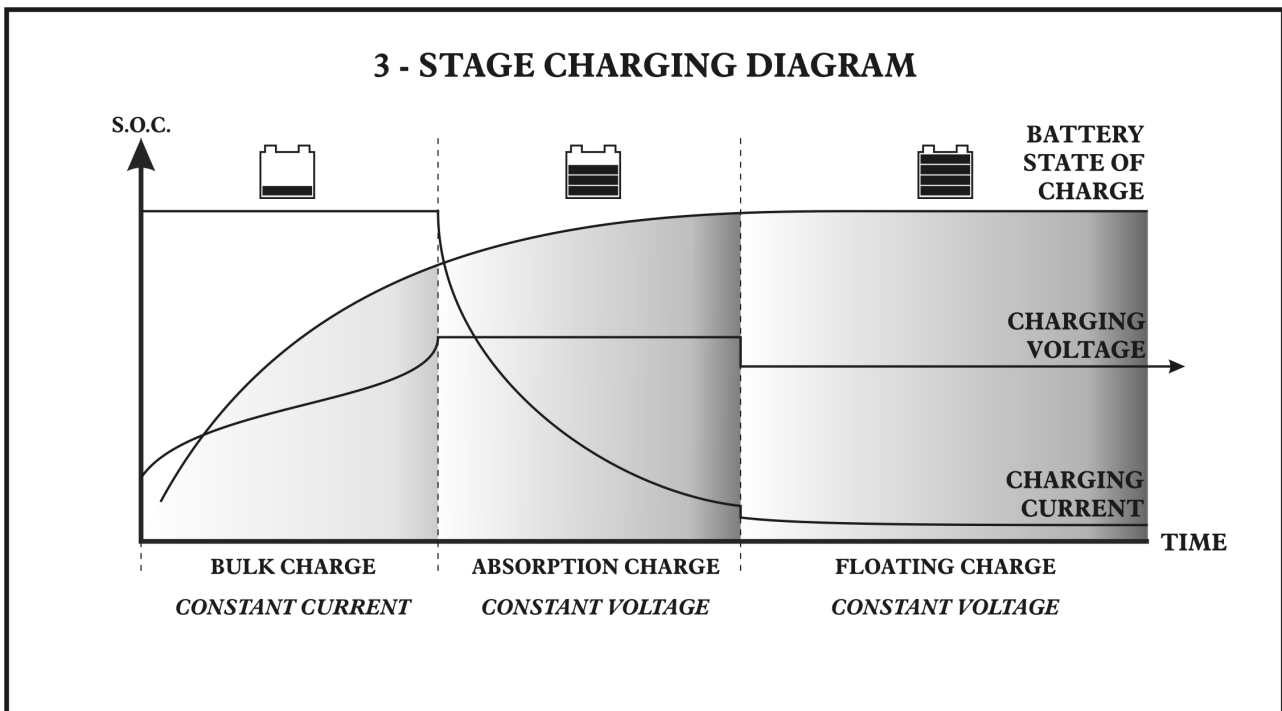 3 - STAGE CHARGING DIAGRAM
S.O.C.
BATTERY
STATE OF
CHARGE
CHARGING
VOLTAGE
CHARGING
CURRENT
TIME
BULK CHARGE
ABSORPTION CHARGE
FLOATING CHARGE
CONSTANT CURRENT
CONSTANT VOLTAGE
CONSTANT VOLTAGE